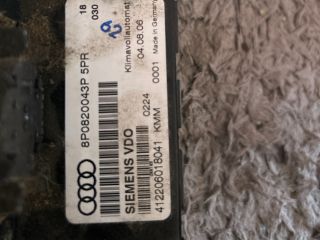 8P0820043P 5PR
18
030
SIEMENS VDO
Klimavollautomat
04.08.06
0224
KMM
0001
Made in Germany
412206018041